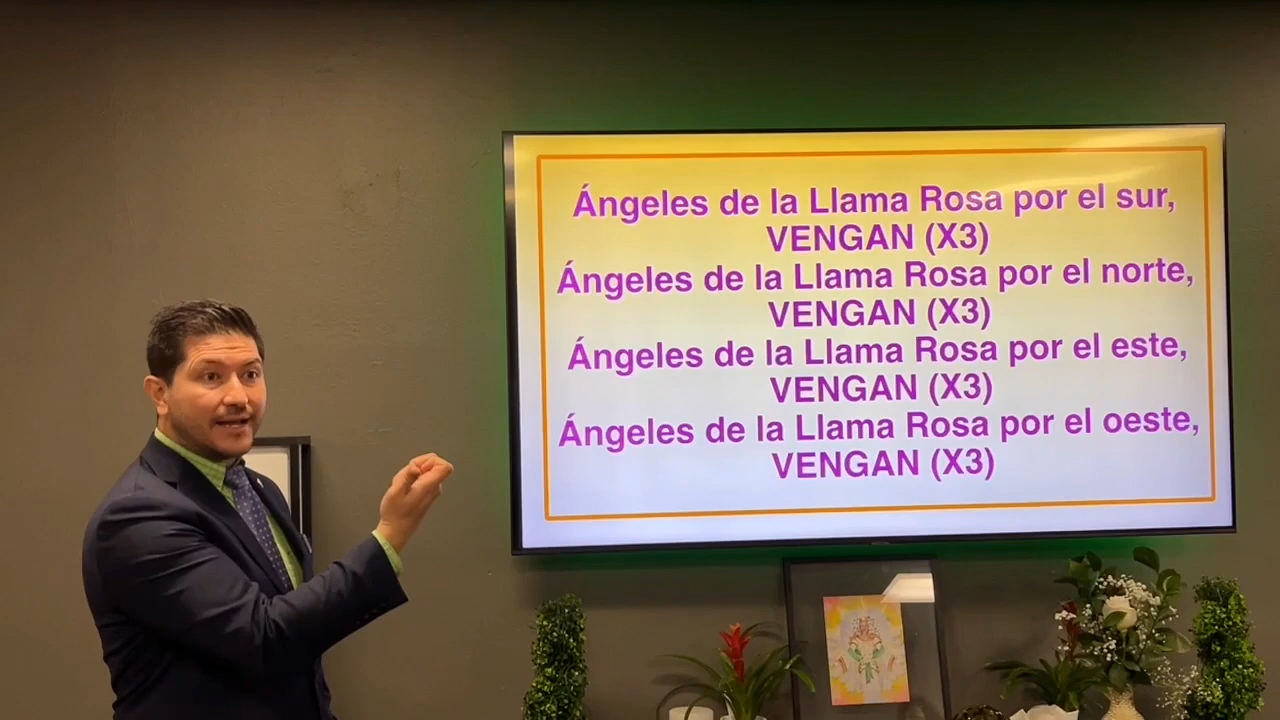 Ángeles de la Llama Rosa por el sur,
VENGAN (X3)
Ángeles de la Llama Rosa por el norte,
VENGAN (X3)
Ángeles de la Llama Rosa por el este,
VENGAN (X3)
Ángeles de la Llama Rosa por el oeste,
VENGAN (X3)